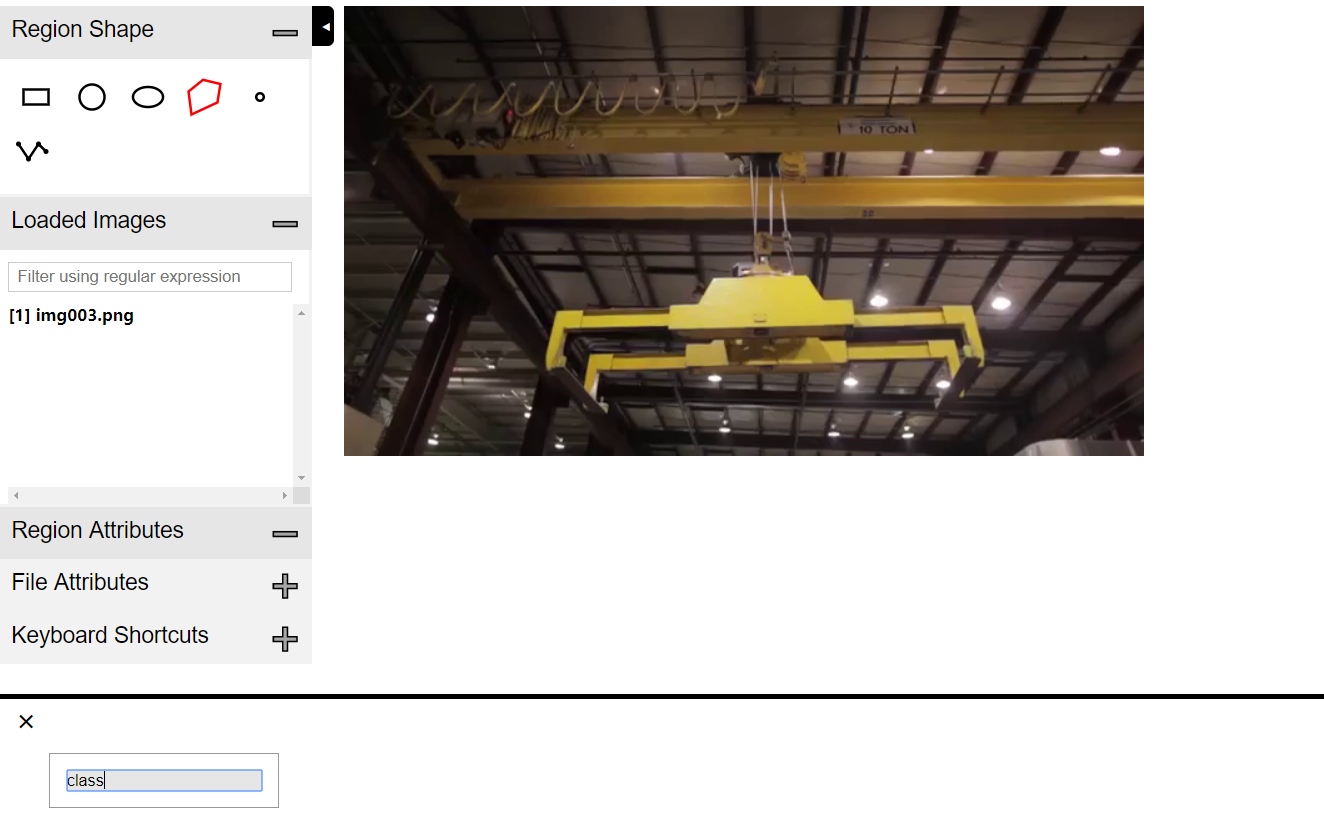 Region Shape
Loaded Images
Filter using regular expression
[1] img003.png
Region Attributes
File Attributes
Keyboard Shortcuts
10 TON
class